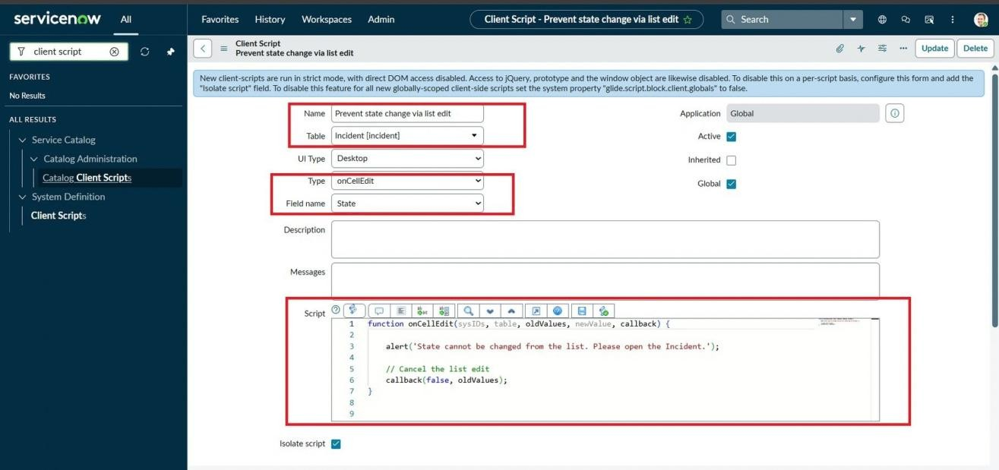 servicenow All Favorites History Workspaces Admin Client Script - Prevent state change via list edit Search
client script
Client Script
Prevent state change via list edit
Update Delete
FAVORITES
No Results
ALL RESULTS
Service Catalog
Catalog Administration
Catalog Client Scripts
System Definition
Client Scripts
New client-scripts are run in strict mode, with direct DOM access disabled. Access to jQuery, prototype and the window object are likewise disabled. To disable this on a per-script basis, configure this form and add the
"Isolate script" field. To disable this feature for all new globally-scoped client-side scripts set the system property "glide.script.block.client.globals" to false.
Name Prevent state change via list edit Application Global
Table Incident [incident] Active
UI Type Desktop Inherited
Type onCellEdit Global
Field name State
Description
Messages
Script
1 function onCellEdit(sysIDs, table, oldValues, newValue, callback) {
2
3 alert('State cannot be changed from the list. Please open the Incident.');
4
5 // Cancel the list edit
6 callback(false, oldValues);
7 }
8
9
Isolate script